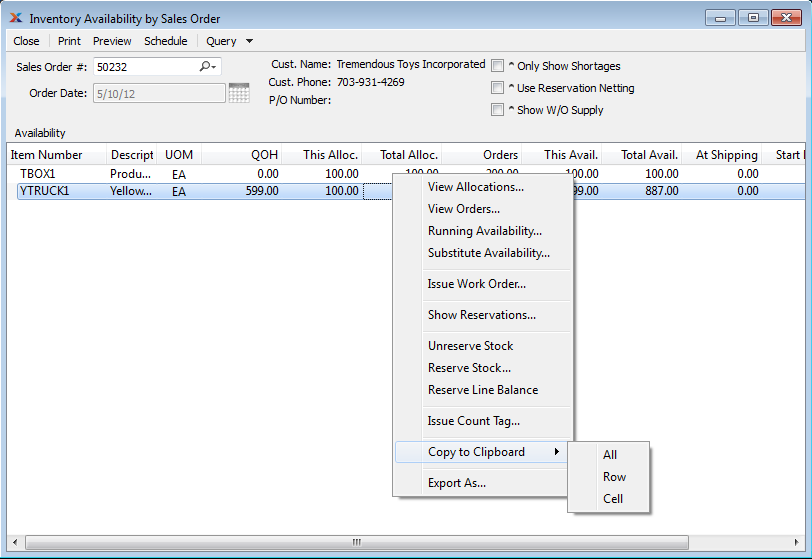 Inventory Availability by Sales Order
Close Print Preview Schedule Query
Sales Order #: 50232
Order Date: 5/10/12
Cust. Name: Tremendous Toys Incorporated
Cust. Phone: 703-931-4269
P/O Number:
^ Only Show Shortages
^ Use Reservation Netting
^ Show W/O Supply
Availability
Item Number Descript UOM QOH This Alloc. Total Alloc. Orders This Avail. Total Avail. At Shipping Start
TBOX1 Produ... EA 0.00 100.00 100.00 200.00 100.00 0.00
YTRUCK1 Yellow... EA 599.00 100.00 887.00 0.00
View Allocations...
View Orders...
Running Availability...
Substitute Availability...
Issue Work Order...
Show Reservations...
Unreserve Stock
Reserve Stock...
Reserve Line Balance
Issue Count Tag...
Copy to Clipboard
Export As...
All
Row
Cell